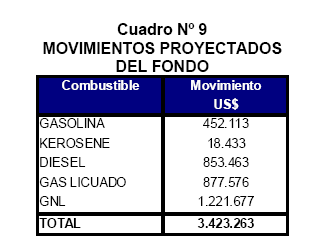 Cuadro Nº 9
MOVIMIENTOS PROYECTADOS
DEL FONDO
Combustible Movimiento
US$
GASOLINA 452.113
KEROSENE 18.433
DIESEL 853.463
GAS LICUADO 877.576
GNL 1.221.677
TOTAL 3.423.263